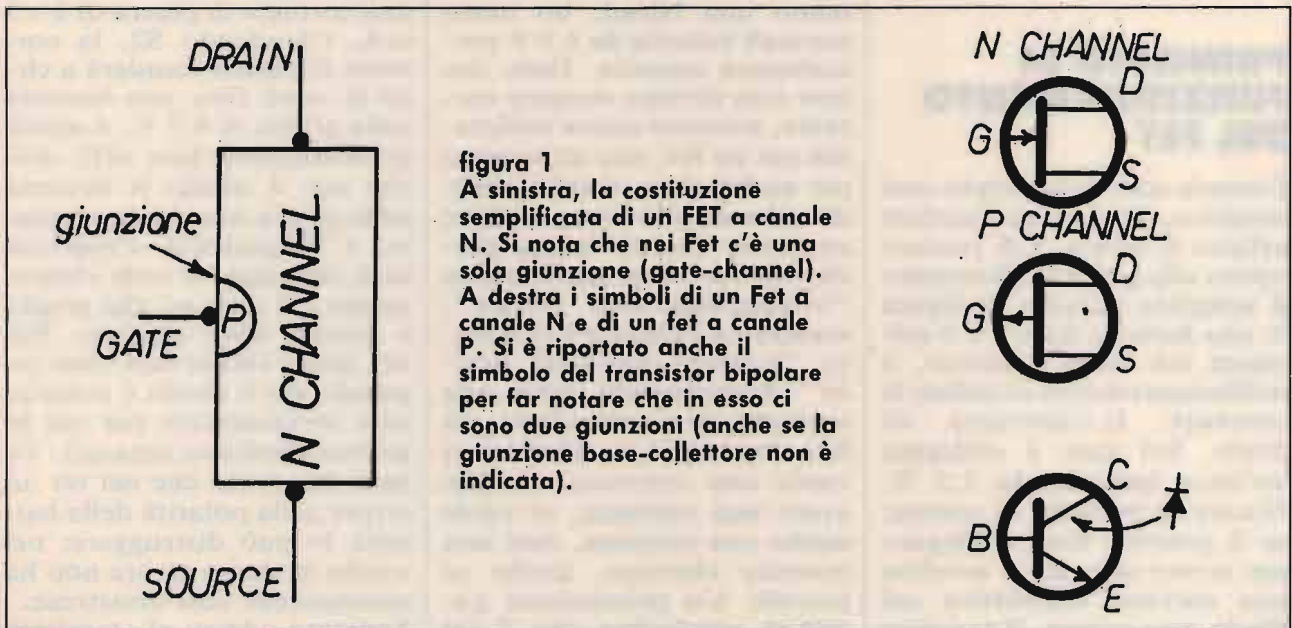 DRAIN
giunzione
P
GATE
N CHANNEL
SOURCE
figura 1
A sinistra, la costituzione
semplificata di un FET a canale
N. Si nota che nei Fet c'è una
sola giunzione (gate-channel).
A destra i simboli di un Fet a
canale N e di un fet a canale
P. Si è riportato anche il
simbolo del transistor bipolare
per far notare che in esso ci
sono due giunzioni (anche se la
giunzione base-collettore non è
indicata).
N CHANNEL
D
G
S
P CHANNEL
D
G
S
C
B
E